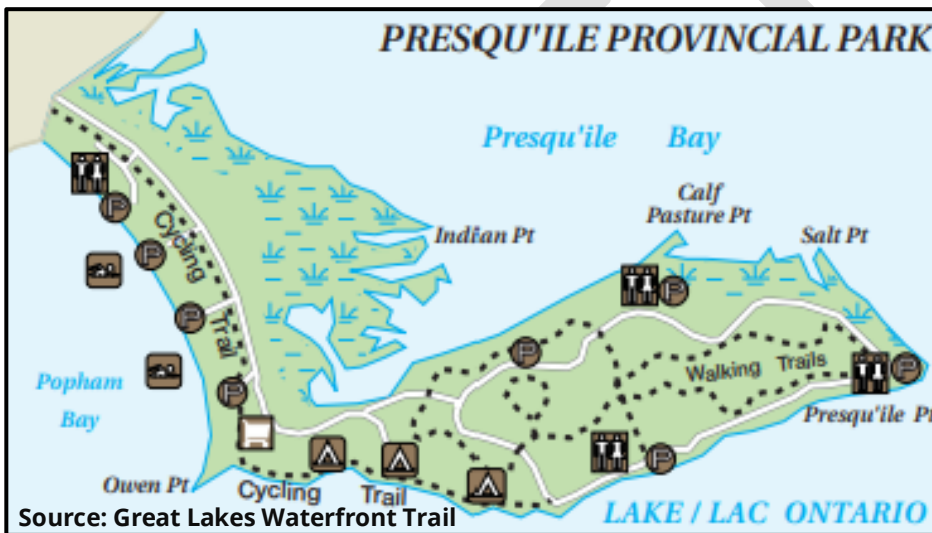 PRESQU'ILE PROVINCIAL PARK
Presqu'ile Bay
Calf
Pasture Pt
Indian Pt
Salt Pt
P
P
Cycling
P
P
Trail
P
P
Walking Trails
P
Popham
Bay
P
Presqu'ile P
P
Owen Pt
Cycling Trail
LAKE / LAC ONTARIO
Source: Great Lakes Waterfront Trail